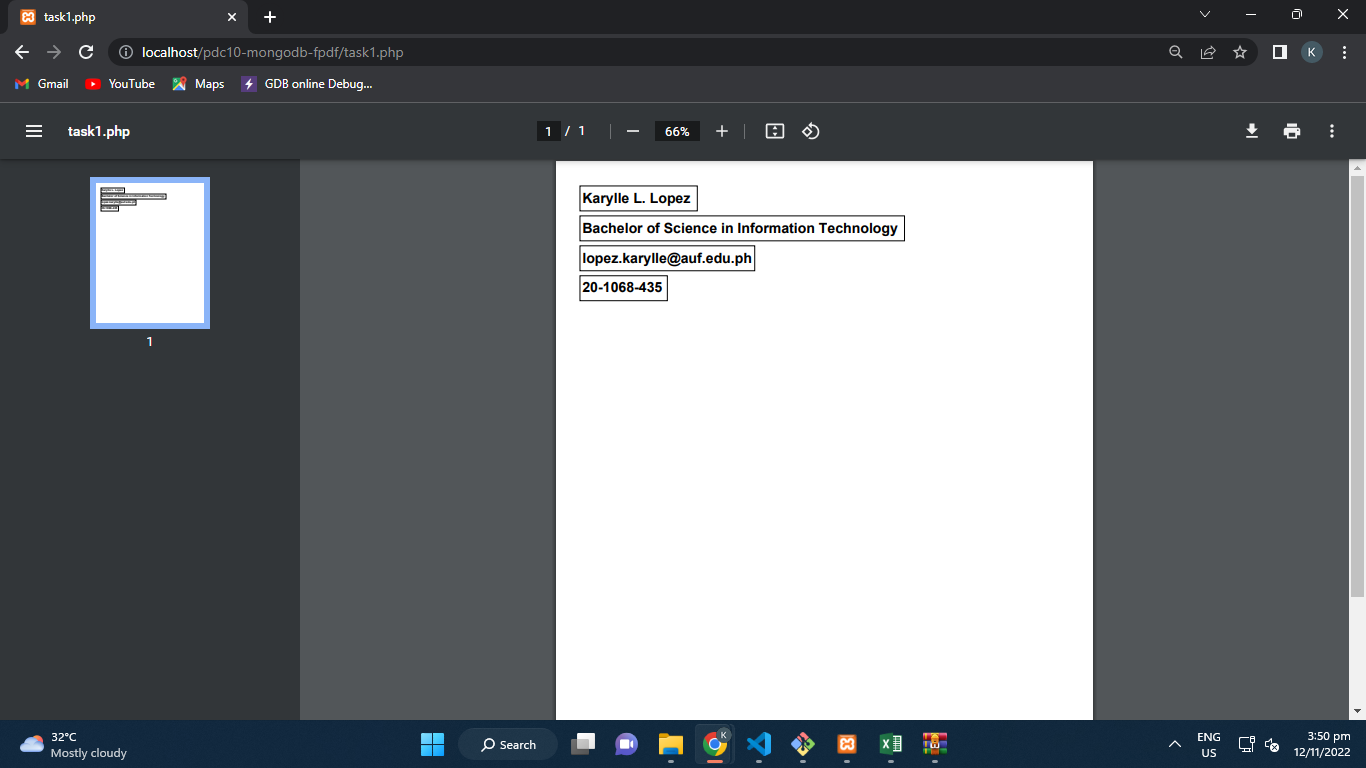 task1.php
localhost/pdc10-mongodb-fpdf/task1.php
K
Gmail YouTube Maps GDB online Debug...
task1.php
1 / 1
66%
1
Karylle L. Lopez
Bachelor of Science in Information Technology
lopez.karylle@auf.edu.ph
20-1068-435
32°C
Mostly cloudy
Search
K
ENG
US
3:50 pm
12/11/2022